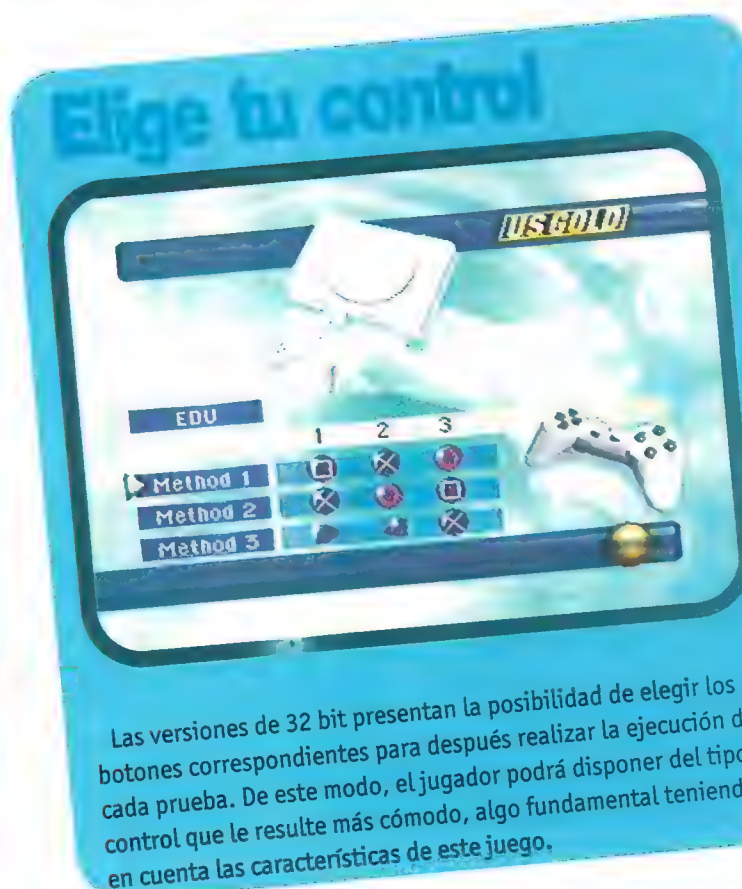 Elige tu control
US GOLD
EDU
1 2 3
Method 1
Method 2
Method 3
Las versiones de 32 bit presentan la posibilidad de elegir los
botones correspondientes para después realizar la ejecución d
cada prueba. De este modo, el jugador podrá disponer del tipo
control que le resulte más cómodo, algo fundamental teniend
en cuenta las características de este juego.